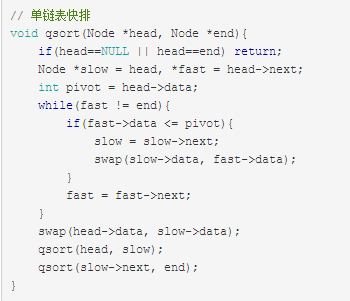 // 单链表快排
void qsort(Node *head, Node *end){
    if(head==NULL || head==end) return;
    Node *slow = head, *fast = head->next;
    int pivot = head->data;
    while(fast != end){
        if(fast->data <= pivot){
            slow = slow->next;
            swap(slow->data, fast->data);
        }
        fast = fast->next;
    }
    swap(head->data, slow->data);
    qsort(head, slow);
    qsort(slow->next, end);
}